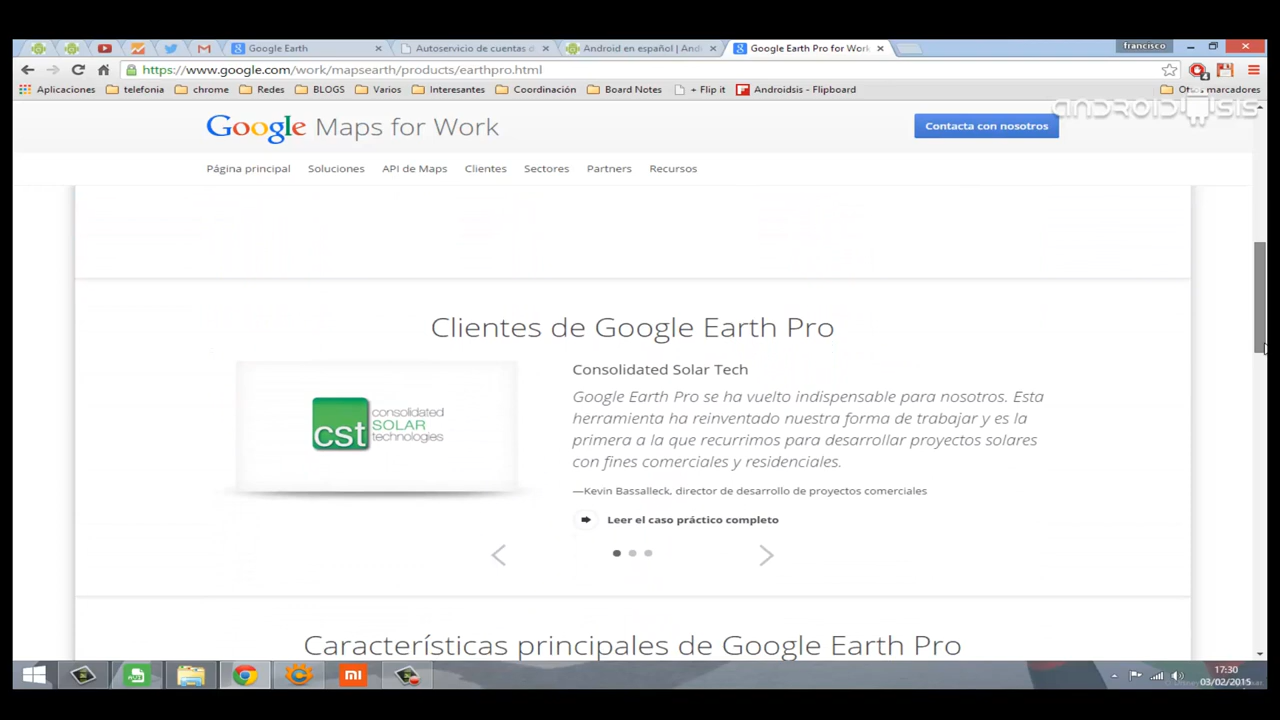 Google Earth
Autoservicio de cuentas d
Android en español | And
Google Earth Pro for Work
francisco
https://www.google.com/work/mapsearth/products/earthpro.html
Aplicaciones telefonia chrome Redes BLOGS Varios Interesantes Coordinación Board Notes + Flip it Androidsis - Flipboard Otros marcadores
ANDROIDSIS
Google Maps for Work
Contacta con nosotros
Página principal Soluciones API de Maps Clientes Sectores Partners Recursos
Clientes de Google Earth Pro
cst consolidated
SOLAR
technologies
Consolidated Solar Tech
Google Earth Pro se ha vuelto indispensable para nosotros. Esta
herramienta ha reinventado nuestra forma de trabajar y es la
primera a la que recurrimos para desarrollar proyectos solares
con fines comerciales y residenciales.
—Kevin Bassalleck, director de desarrollo de proyectos comerciales
Leer el caso práctico completo
Características principales de Google Earth Pro
mi
17:30
03/02/2015